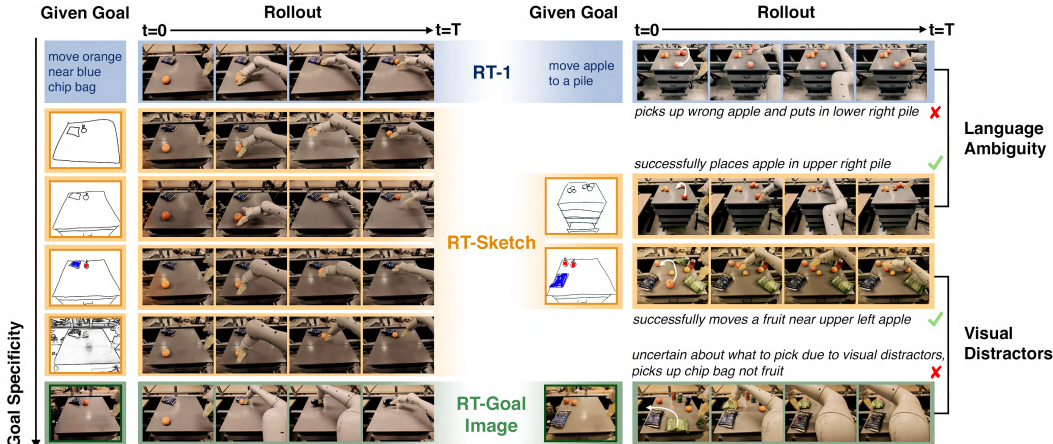 Given Goal
Rollout
Given Goal
Rollout
t=0
t=T
t=0
t=T
move orange
near blue
chip bag
RT-1
move apple
to a pile
picks up wrong apple and puts in lower right pile
Language
Ambiguity
successfully places apple in upper right pile
RT-Sketch
successfully moves a fruit near upper left apple
Visual
Distractors
uncertain about what to pick due to visual distractors,
picks up chip bag not fruit
RT-Goal
Image
Goal Specificity